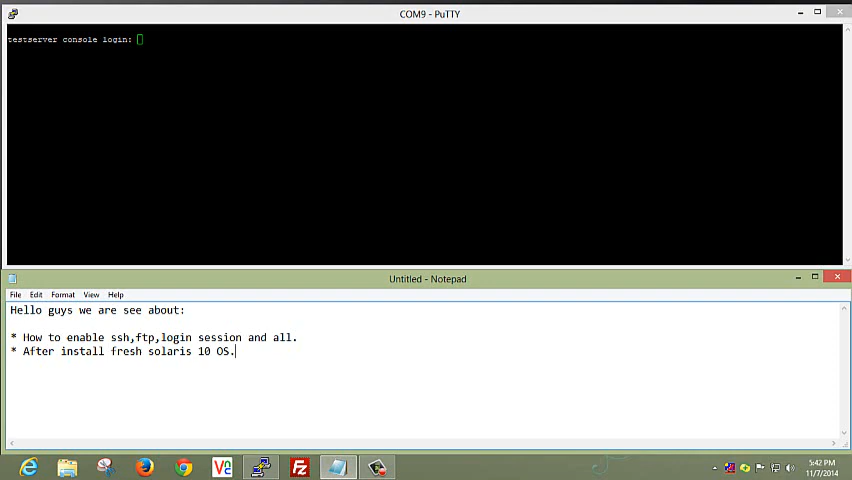 COM9 - PuTTY
testserver console login:
Untitled - Notepad
File Edit Format View Help
Hello guys we are see about:
* How to enable ssh,ftp,login session and all.
* After install fresh solaris 10 OS.
5:42 PM
11/7/2014